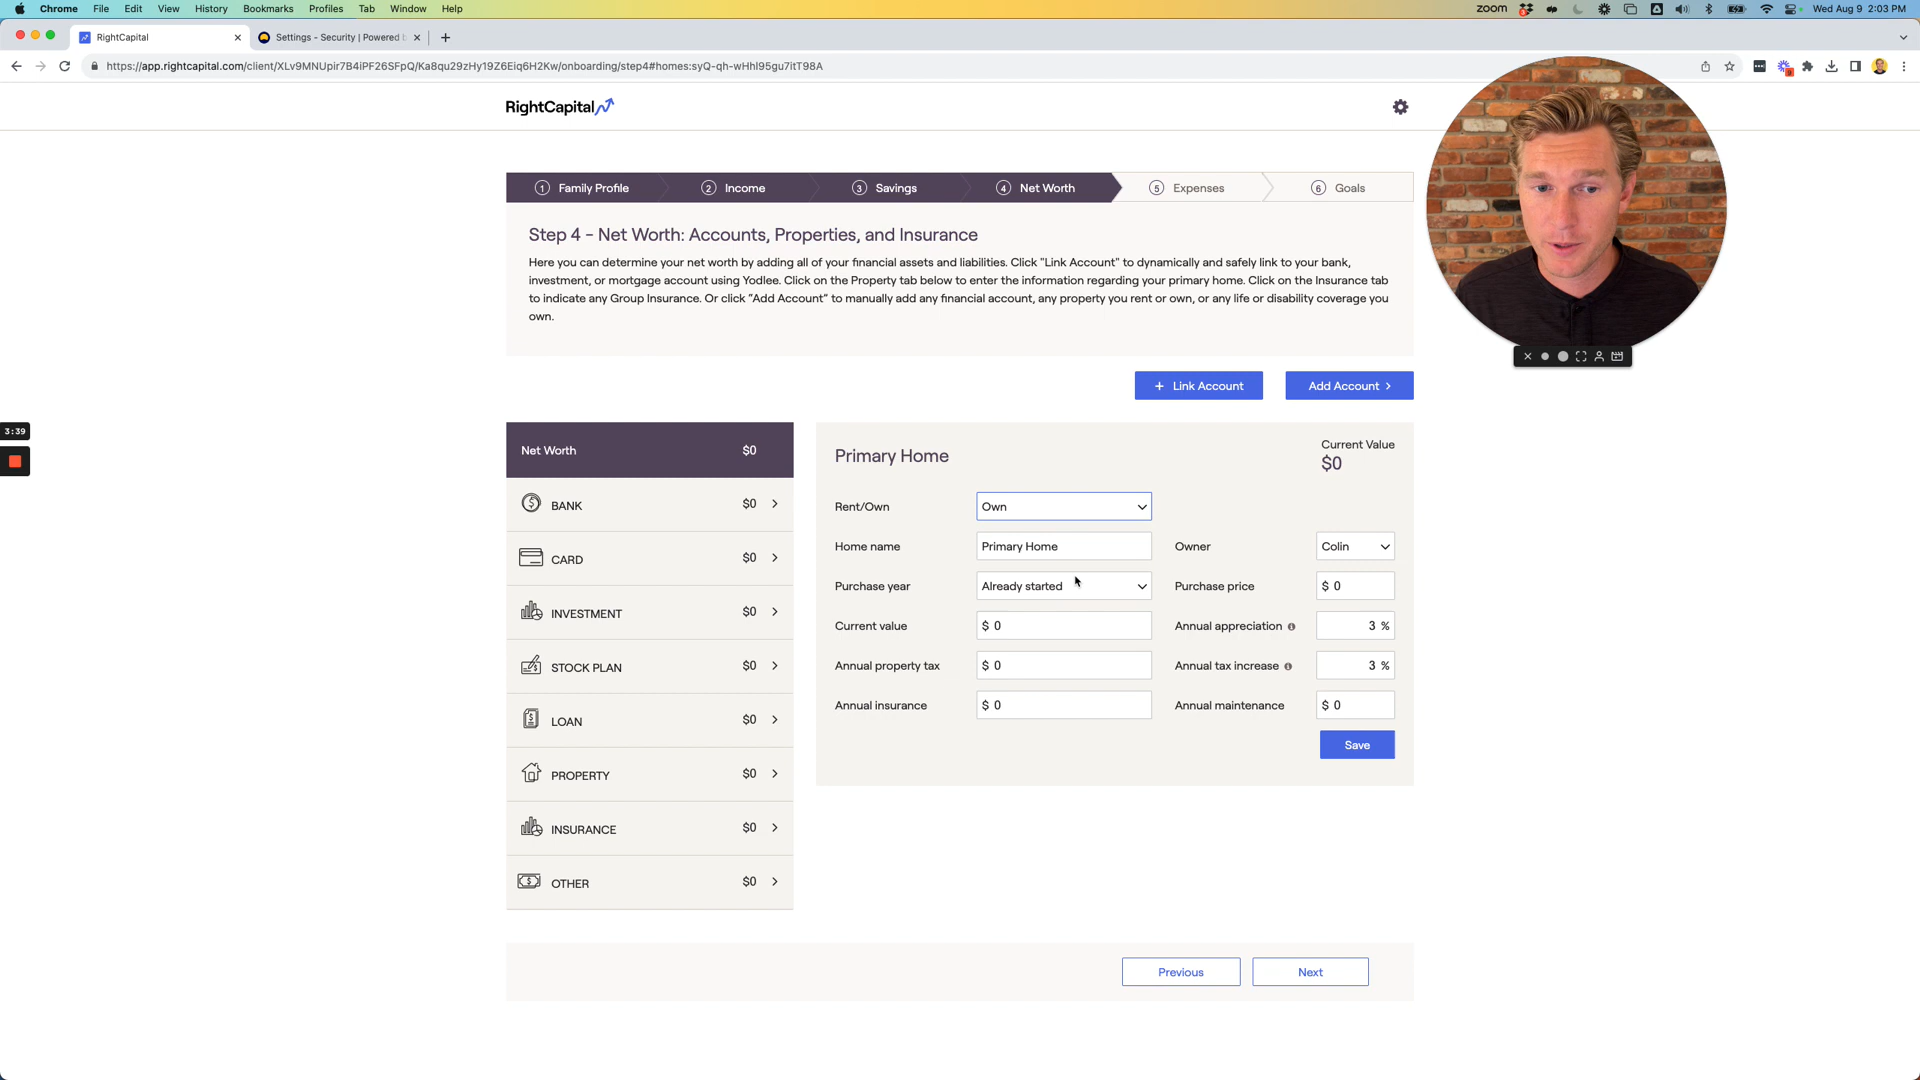 Chrome File Edit View History Bookmarks Profiles Tab Window Help
zoom
Wed Aug 9 2:03 PM
RightCapital
Settings - Security | Powered
https://app.rightcapital.com/client/XLv9MNUpir7B4iPF26SFpQ/Ka8qu29zHy19Z6Eiq6H2Kw/onboarding/step4#homes:syQ-qh-wHhI95gu7itT98A
RightCapital
1 Family Profile
2 Income
3 Savings
4 Net Worth
5 Expenses
6 Goals
Step 4 - Net Worth: Accounts, Properties, and Insurance
Here you can determine your net worth by adding all of your financial assets and liabilities. Click "Link Account" to dynamically and safely link to your bank,
investment, or mortgage account using Yodlee. Click on the Property tab below to enter the information regarding your primary home. Click on the Insurance tab
to indicate any Group Insurance. Or click "Add Account" to manually add any financial account, any property you rent or own, or any life or disability coverage you
own.
+ Link Account
Add Account >
3:39
Net Worth $0
BANK $0
CARD $0
INVESTMENT $0
STOCK PLAN $0
LOAN $0
PROPERTY $0
INSURANCE $0
OTHER $0
Primary Home
Current Value
$0
Rent/Own Own
Home name Primary Home Owner Colin
Purchase year Already started Purchase price $ 0
Current value $ 0 Annual appreciation 3 %
Annual property tax $ 0 Annual tax increase 3 %
Annual insurance $ 0 Annual maintenance $ 0
Save
Previous
Next